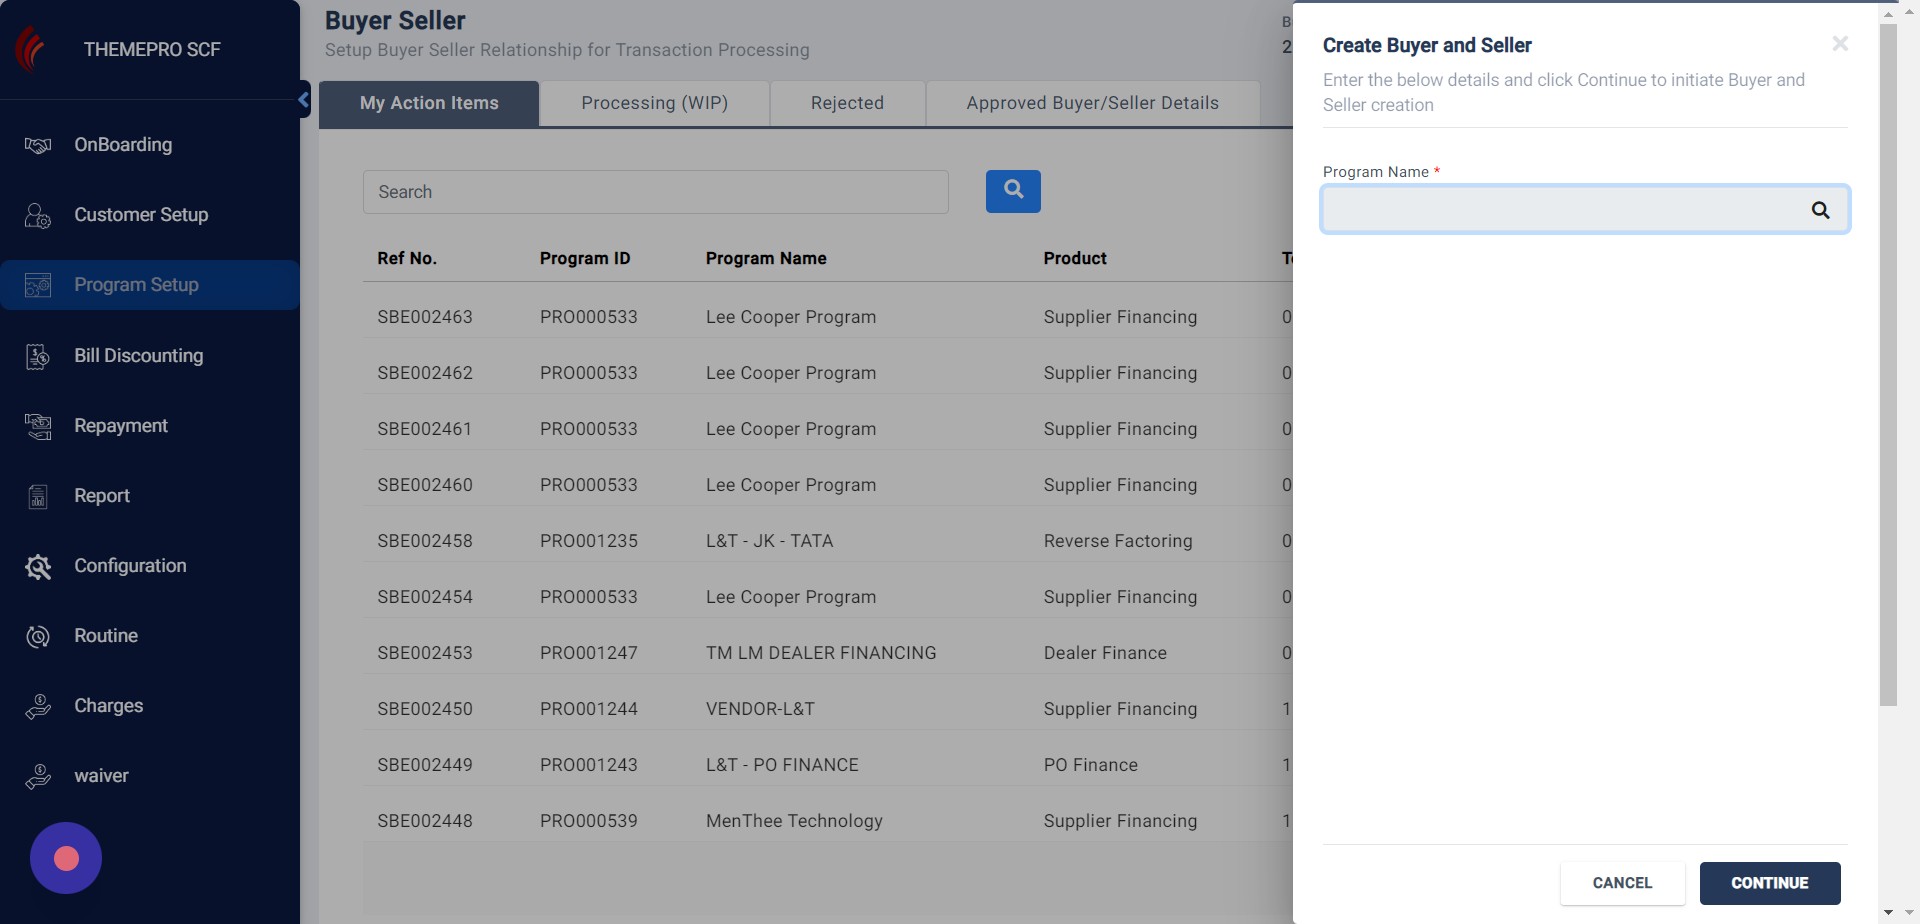 THEMEPRO SCF
OnBoarding
Customer Setup
Program Setup
Bill Discounting
Repayment
Report
Configuration
Routine
Charges
waiver
Buyer Seller
Setup Buyer Seller Relationship for Transaction Processing
My Action Items Processing (WIP) Rejected Approved Buyer/Seller Details
Search
Ref No. Program ID Program Name Product
SBE002463 PRO000533 Lee Cooper Program Supplier Financing 0
SBE002462 PRO000533 Lee Cooper Program Supplier Financing 0
SBE002461 PRO000533 Lee Cooper Program Supplier Financing 0
SBE002460 PRO000533 Lee Cooper Program Supplier Financing 0
SBE002458 PRO001235 L&T - JK - TATA Reverse Factoring 0
SBE002454 PRO000533 Lee Cooper Program Supplier Financing 0
SBE002453 PRO001247 TM LM DEALER FINANCING Dealer Finance 0
SBE002450 PRO001244 VENDOR-L&T Supplier Financing 1
SBE002449 PRO001243 L&T - PO FINANCE PO Finance 1
SBE002448 PRO000539 MenThee Technology Supplier Financing 1
Create Buyer and Seller
Enter the below details and click Continue to initiate Buyer and
Seller creation
Program Name *
CANCEL CONTINUE